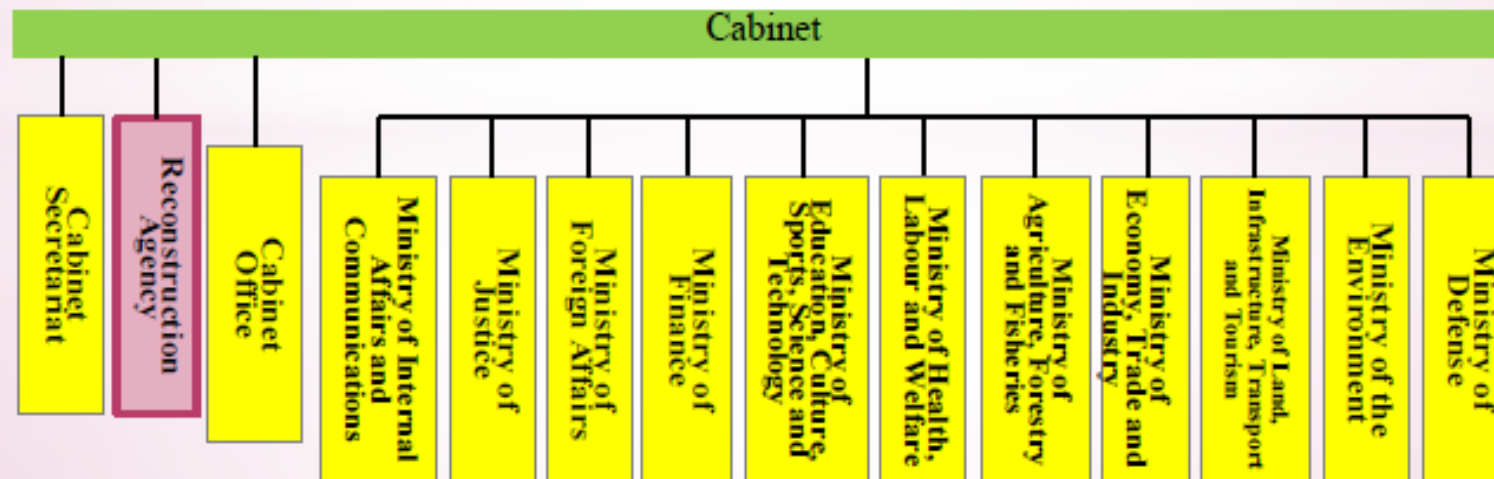 Cabinet
Cabinet
Secretariat
Reconstruction
Agency
Cabinet
Office
Ministry of Internal
Affairs and
Communications
Ministry of
Justice
Ministry of
Foreign Affairs
Ministry of
Finance
Ministry of
Education, Culture,
Sports, Science and
Technology
Ministry of Health,
Labour and Welfare
Ministry of
Agriculture, Forestry
and Fisheries
Ministry of
Economy, Trade and
Industry
Ministry of Land,
Infrastructure, Transport
and Tourism
Ministry of the
Environment
Ministry of
Defense